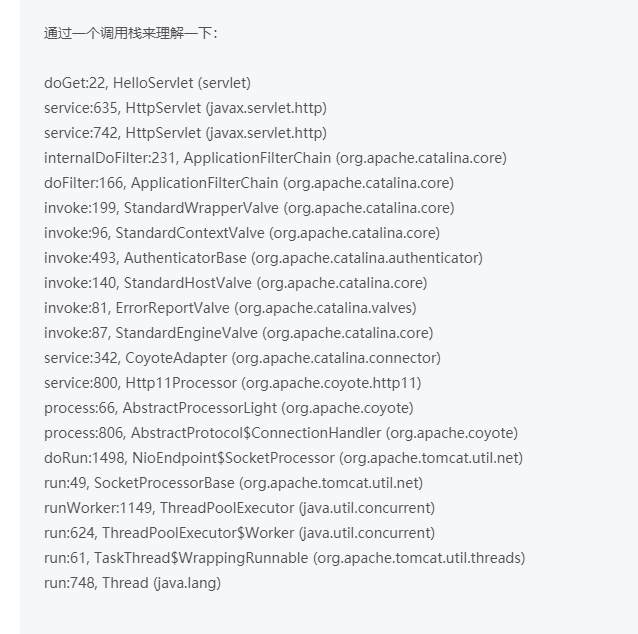 通过一个调用栈来理解一下：
doGet:22, HelloServlet (servlet)
service:635, HttpServlet (javax.servlet.http)
service:742, HttpServlet (javax.servlet.http)
internalDoFilter:231, ApplicationFilterChain (org.apache.catalina.core)
doFilter:166, ApplicationFilterChain (org.apache.catalina.core)
invoke:199, StandardWrapperValve (org.apache.catalina.core)
invoke:96, StandardContextValve (org.apache.catalina.core)
invoke:493, AuthenticatorBase (org.apache.catalina.authenticator)
invoke:140, StandardHostValve (org.apache.catalina.core)
invoke:81, ErrorReportValve (org.apache.catalina.valves)
invoke:87, StandardEngineValve (org.apache.catalina.core)
service:342, CoyoteAdapter (org.apache.catalina.connector)
service:800, Http11Processor (org.apache.coyote.http11)
process:66, AbstractProcessorLight (org.apache.coyote)
process:806, AbstractProtocol$ConnectionHandler (org.apache.coyote)
doRun:1498, NioEndpoint$SocketProcessor (org.apache.tomcat.util.net)
run:49, SocketProcessorBase (org.apache.tomcat.util.net)
runWorker:1149, ThreadPoolExecutor (java.util.concurrent)
run:624, ThreadPoolExecutor$Worker (java.util.concurrent)
run:61, TaskThread$WrappingRunnable (org.apache.tomcat.util.threads)
run:748, Thread (java.lang)